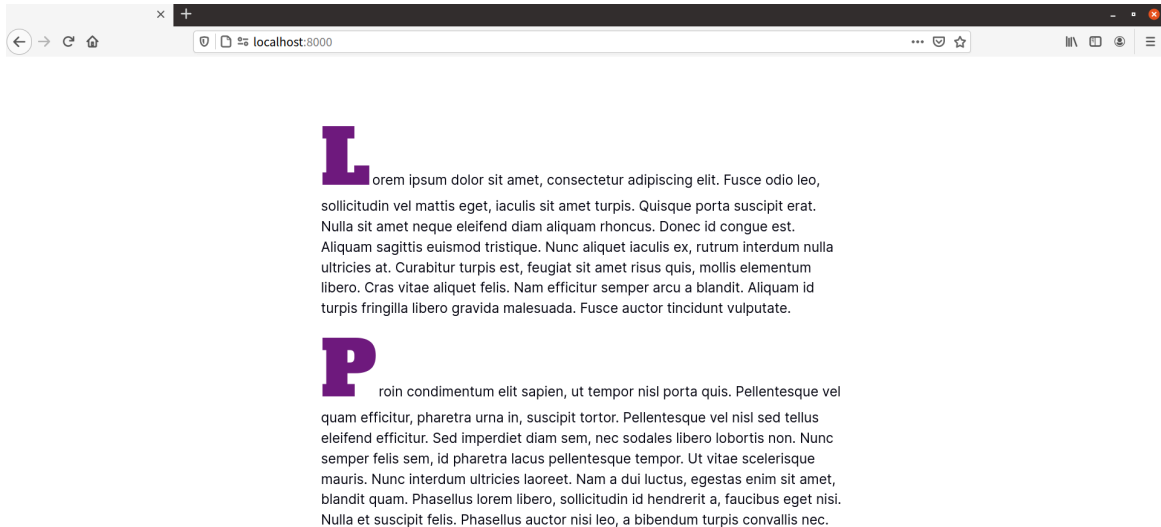 localhost:8000
Lorem ipsum dolor sit amet, consectetur adipiscing elit. Fusce odio leo,
sollicitudin vel mattis eget, iaculis sit amet turpis. Quisque porta suscipit erat.
Nulla sit amet neque eleifend diam aliquam rhoncus. Donec id congue est.
Aliquam sagittis euismod tristique. Nunc aliquet iaculis ex, rutrum interdum nulla
ultricies at. Curabitur turpis est, feugiat sit amet risus quis, mollis elementum
libero. Cras vitae aliquet felis. Nam efficitur semper arcu a blandit. Aliquam id
turpis fringilla libero gravida malesuada. Fusce auctor tincidunt vulputate.
Proin condimentum elit sapien, ut tempor nisl porta quis. Pellentesque vel
quam efficitur, pharetra urna in, suscipit tortor. Pellentesque vel nisl sed tellus
eleifend efficitur. Sed imperdiet diam sem, nec sodales libero lobortis non. Nunc
semper felis sem, id pharetra lacus pellentesque tempor. Ut vitae scelerisque
mauris. Nunc interdum ultricies laoreet. Nam a dui luctus, egestas enim sit amet,
blandit quam. Phasellus lorem libero, sollicitudin id hendrerit a, faucibus eget nisi.
Nulla et suscipit felis. Phasellus auctor nisi leo, a bibendum turpis convallis nec.